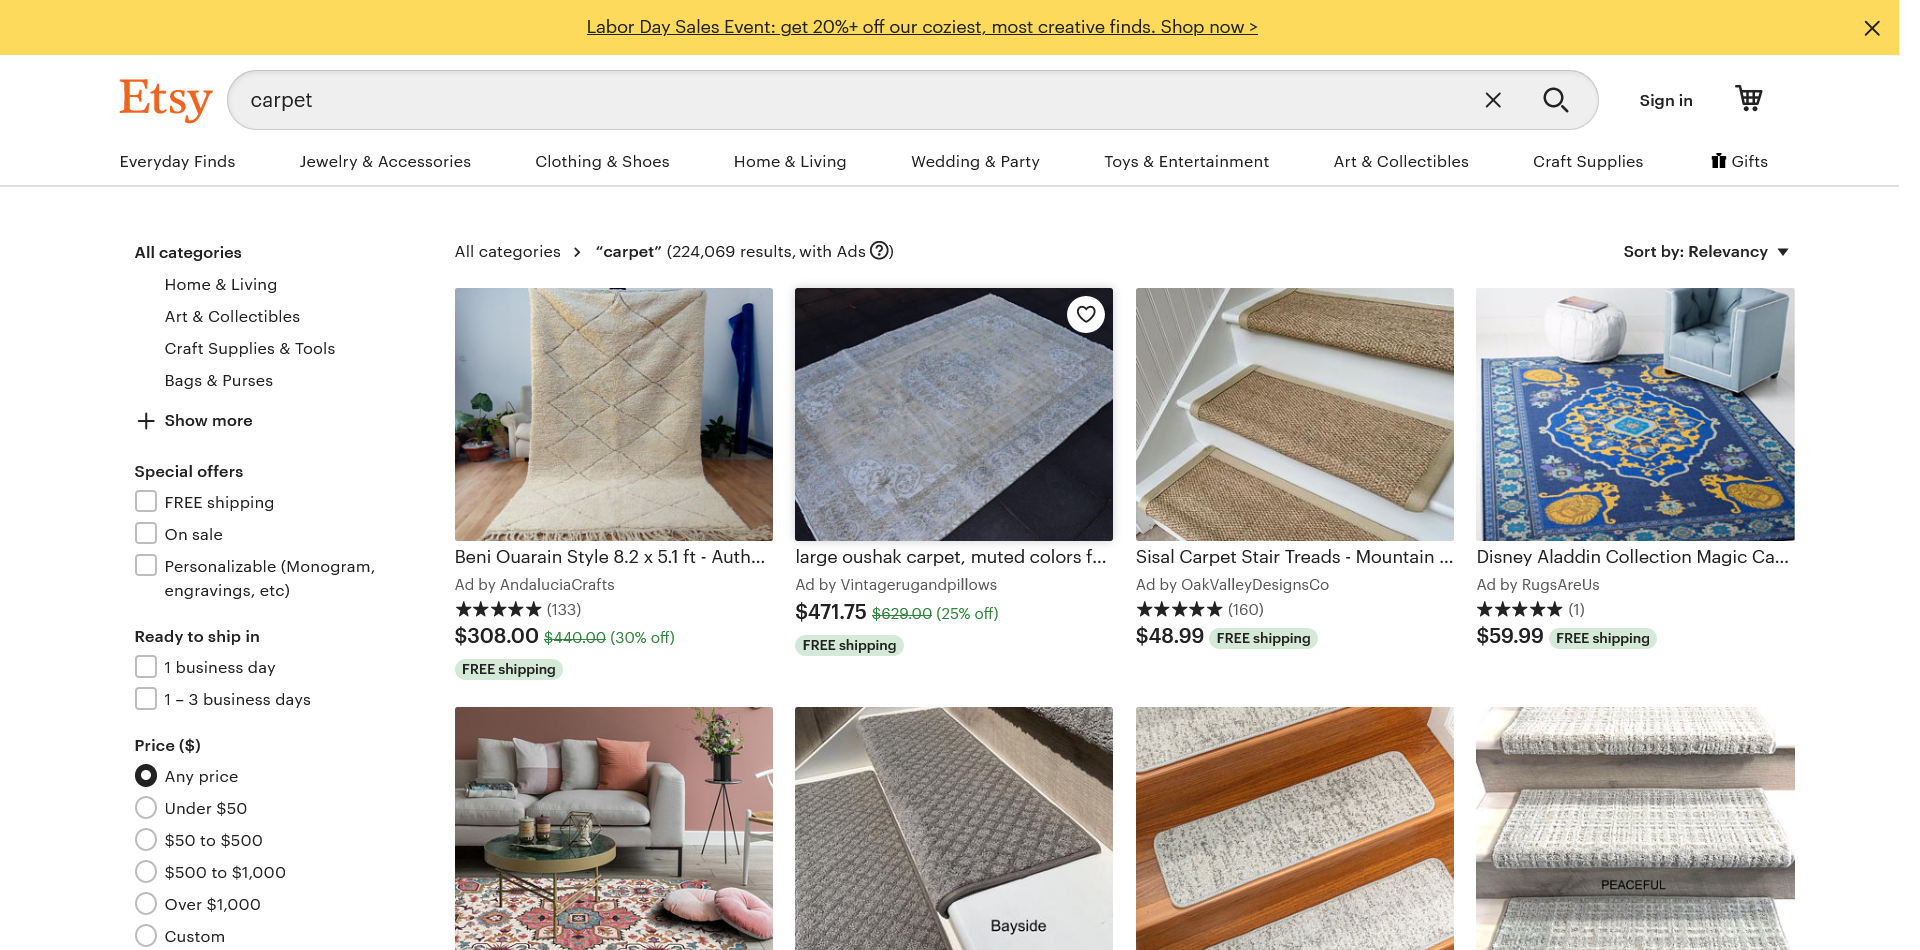 Labor Day Sales Event: get 20%+ off our coziest, most creative finds. Shop now >
Etsy
carpet
Sign in
Everyday Finds
Jewelry & Accessories
Clothing & Shoes
Home & Living
Wedding & Party
Toys & Entertainment
Art & Collectibles
Craft Supplies
Gifts
All categories
Home & Living
Art & Collectibles
Craft Supplies & Tools
Bags & Purses
Show more
Special offers
FREE shipping
On sale
Personalizable (Monogram,
engravings, etc)
Ready to ship in
1 business day
1 – 3 business days
Price ($)
Any price
Under $50
$50 to $500
$500 to $1,000
Over $1,000
Custom
All categories > “carpet” (224,069 results, with Ads ?)
Sort by: Relevancy
Beni Ouarain Style 8.2 x 5.1 ft - Auth...
Ad by AndaluciaCrafts
(133)
$308.00 $440.00 (30% off)
FREE shipping
large oushak carpet, muted colors f...
Ad by Vintagerugandpillows
$471.75 $629.00 (25% off)
FREE shipping
Sisal Carpet Stair Treads - Mountain ...
Ad by OakValleyDesignsCo
(160)
$48.99 FREE shipping
Disney Aladdin Collection Magic Ca...
Ad by RugsAreUs
(1)
$59.99 FREE shipping
Bayside
PEACEFUL